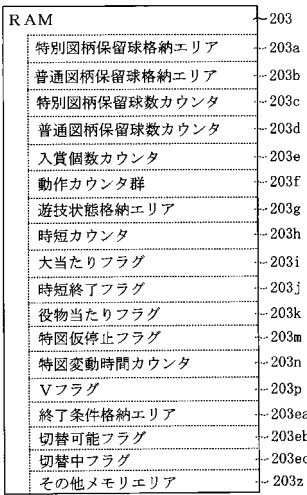 RAM 203
特別図柄保留球格納エリア 203a
普通図柄保留球格納エリア 203b
特別図柄保留球数カウンタ 203c
普通図柄保留球数カウンタ 203d
入賞個数カウンタ 203e
動作カウンタ群 203f
遊技状態格納エリア 203g
時短カウンタ 203h
大当たりフラグ 203i
時短終了フラグ 203j
役物当たりフラグ 203k
特図仮停止フラグ 203m
特図変動時間カウンタ 203n
Vフラグ 203p
終了条件格納エリア 203ea
切替可能フラグ 203eb
切替中フラグ 203ec
その他メモリエリア 203z